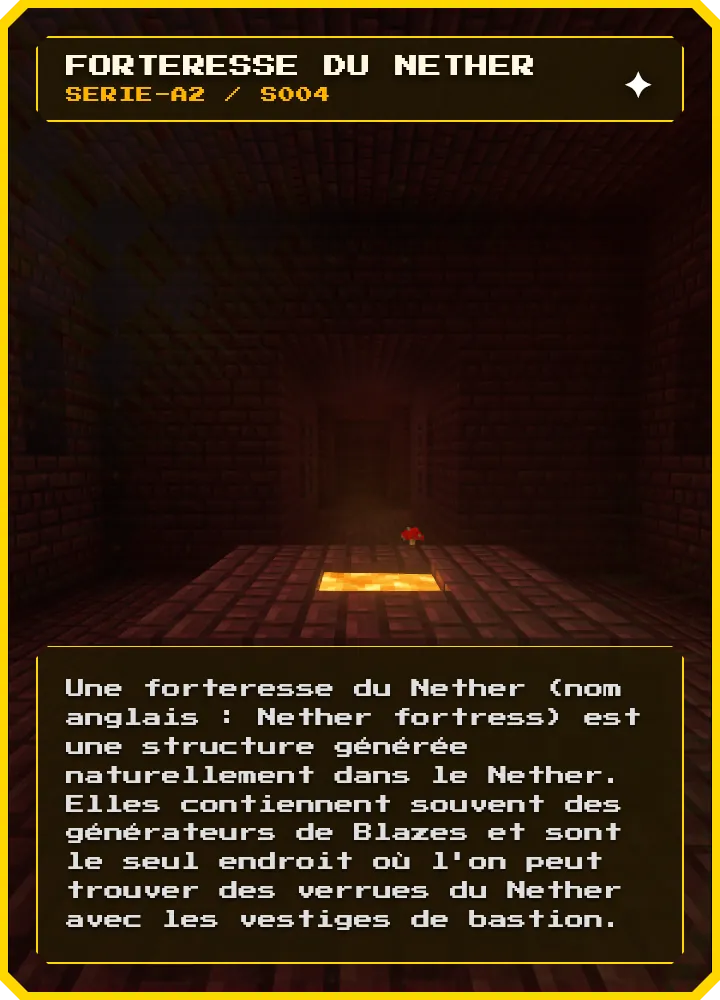 FORTERESSE DU NETHER
SERIE-A2 / S004
Une forteresse du Nether (nom
anglais : Nether fortress) est
une structure générée
naturellement dans le Nether.
Elles contiennent souvent des
générateurs de Blazes et sont
le seul endroit où l'on peut
trouver des verrues du Nether
avec les vestiges de bastion.